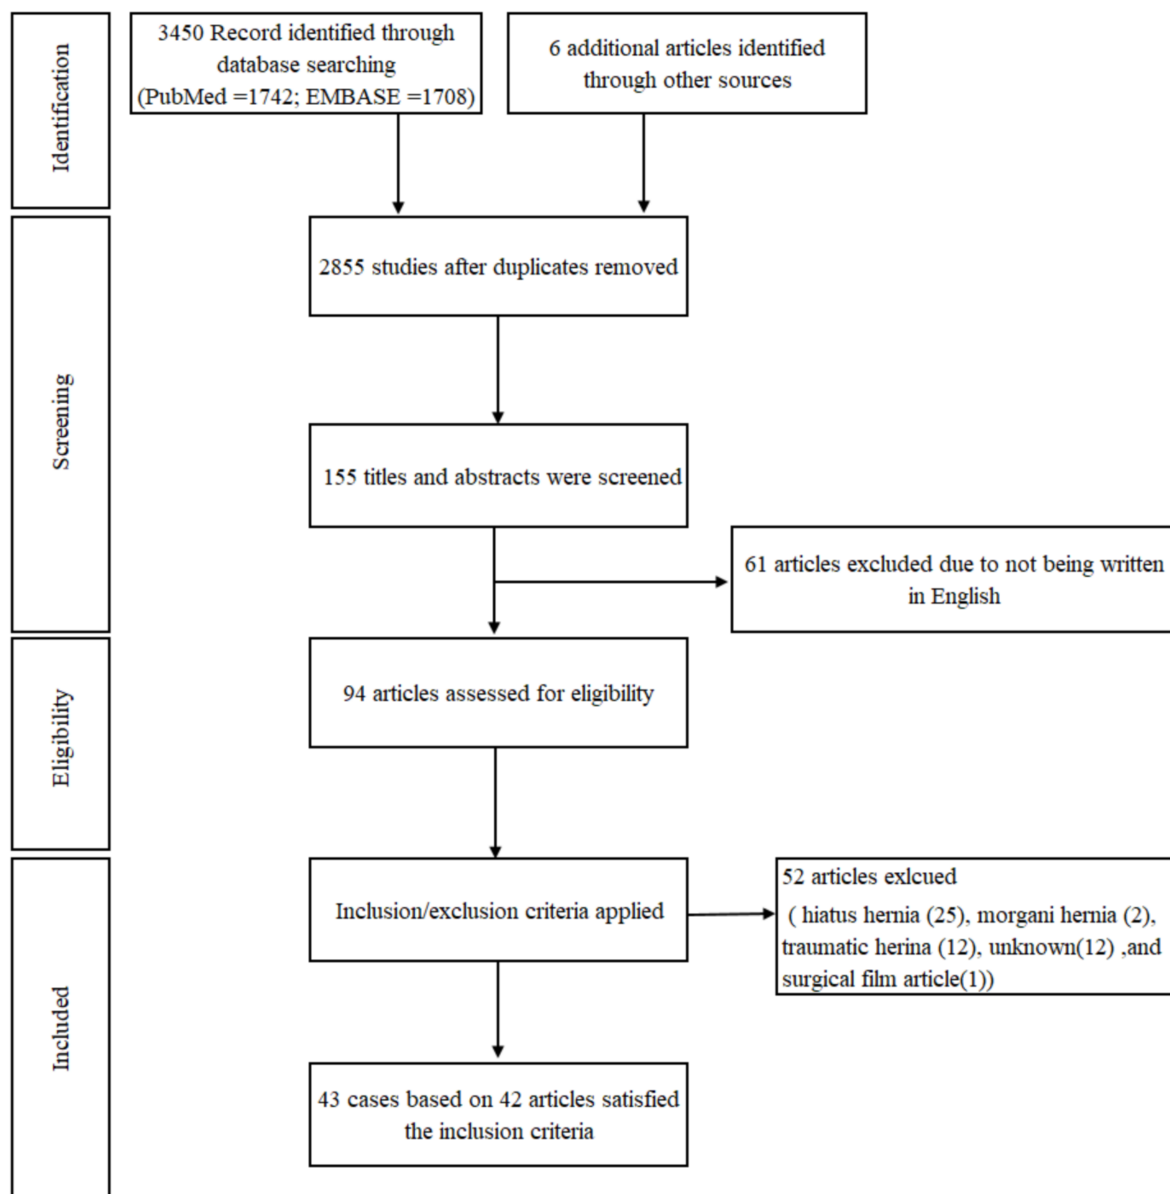 Identification
3450 Record identified through
database searching
(PubMed =1742; EMBASE =1708)
6 additional articles identified
through other sources
Screening
2855 studies after duplicates removed
155 titles and abstracts were screened
61 articles excluded due to not being written
in English
Eligibility
94 articles assessed for eligibility
Included
Inclusion/exclusion criteria applied
52 articles exlcued
( hiatus hernia (25), morgani hernia (2),
traumatic herina (12), unknown(12) ,and
surgical film article(1))
43 cases based on 42 articles satisfied
the inclusion criteria